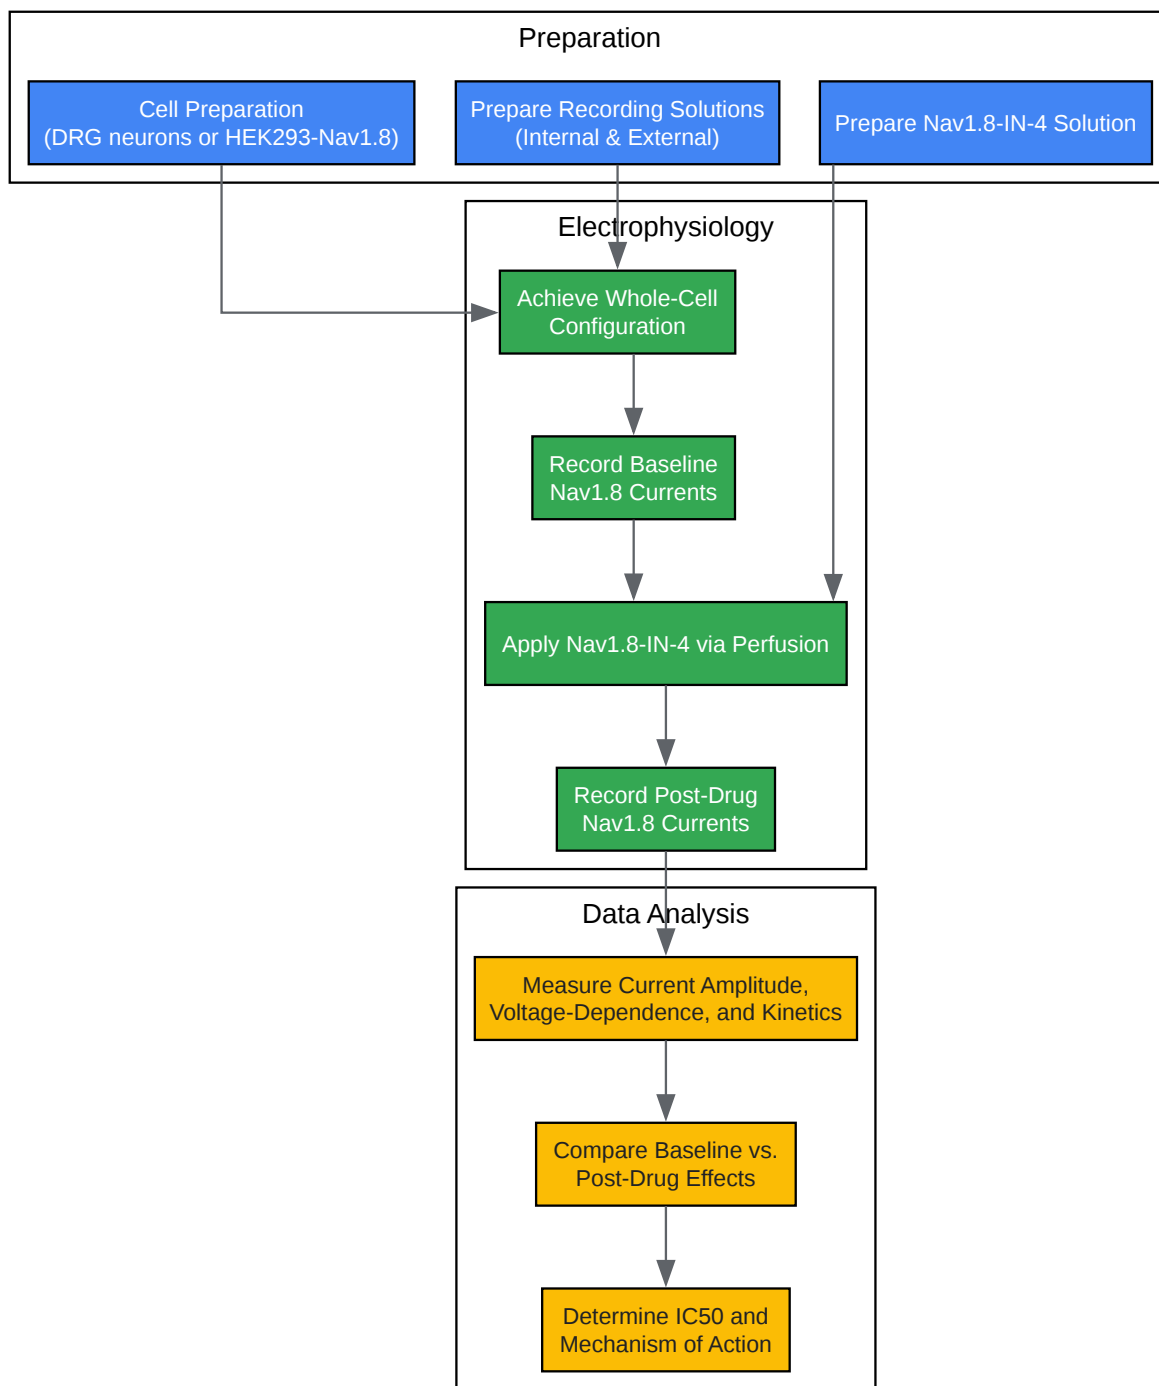 Preparation
Cell Preparation
(DRG neurons or HEK293-Nav1.8)
Prepare Recording Solutions
(Internal & External)
Prepare Nav1.8-IN-4 Solution
Electrophysiology
Achieve Whole-Cell
Configuration
Record Baseline
Nav1.8 Currents
Apply Nav1.8-IN-4 via Perfusion
Record Post-Drug
Nav1.8 Currents
Data Analysis
Measure Current Amplitude,
Voltage-Dependence, and Kinetics
Compare Baseline vs.
Post-Drug Effects
Determine IC50 and
Mechanism of Action